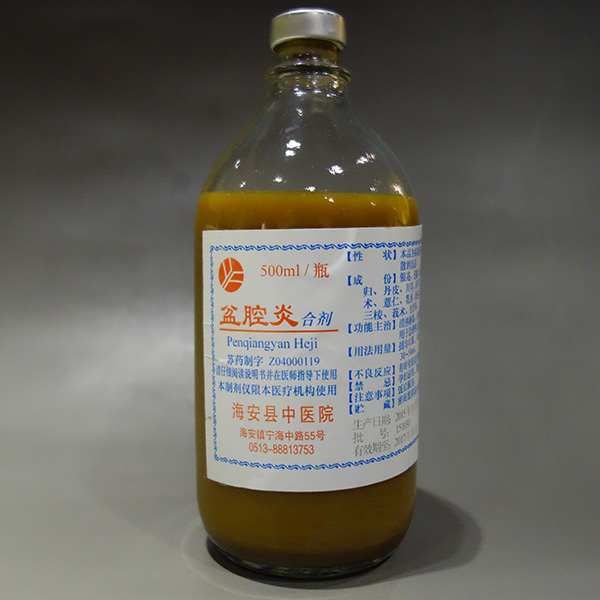 500ml / 瓶
盆腔炎合剂
Penqiangyan Heji
苏药制字 Z04000119
请仔细阅读说明书并在医师指导下使用
本制剂仅限本医疗机构使用
海安县中医院
海安镇宁海中路55号
0513-88813753
【性 状】
【成 份】
归、丹皮、
术、薏仁、乳香、
三棱、莪术、
【功能主治】
【用法用量】
【不良反应】
【禁 忌】
【注意事项】
【贮 藏】
生产日期:
批 号:
有效期至: